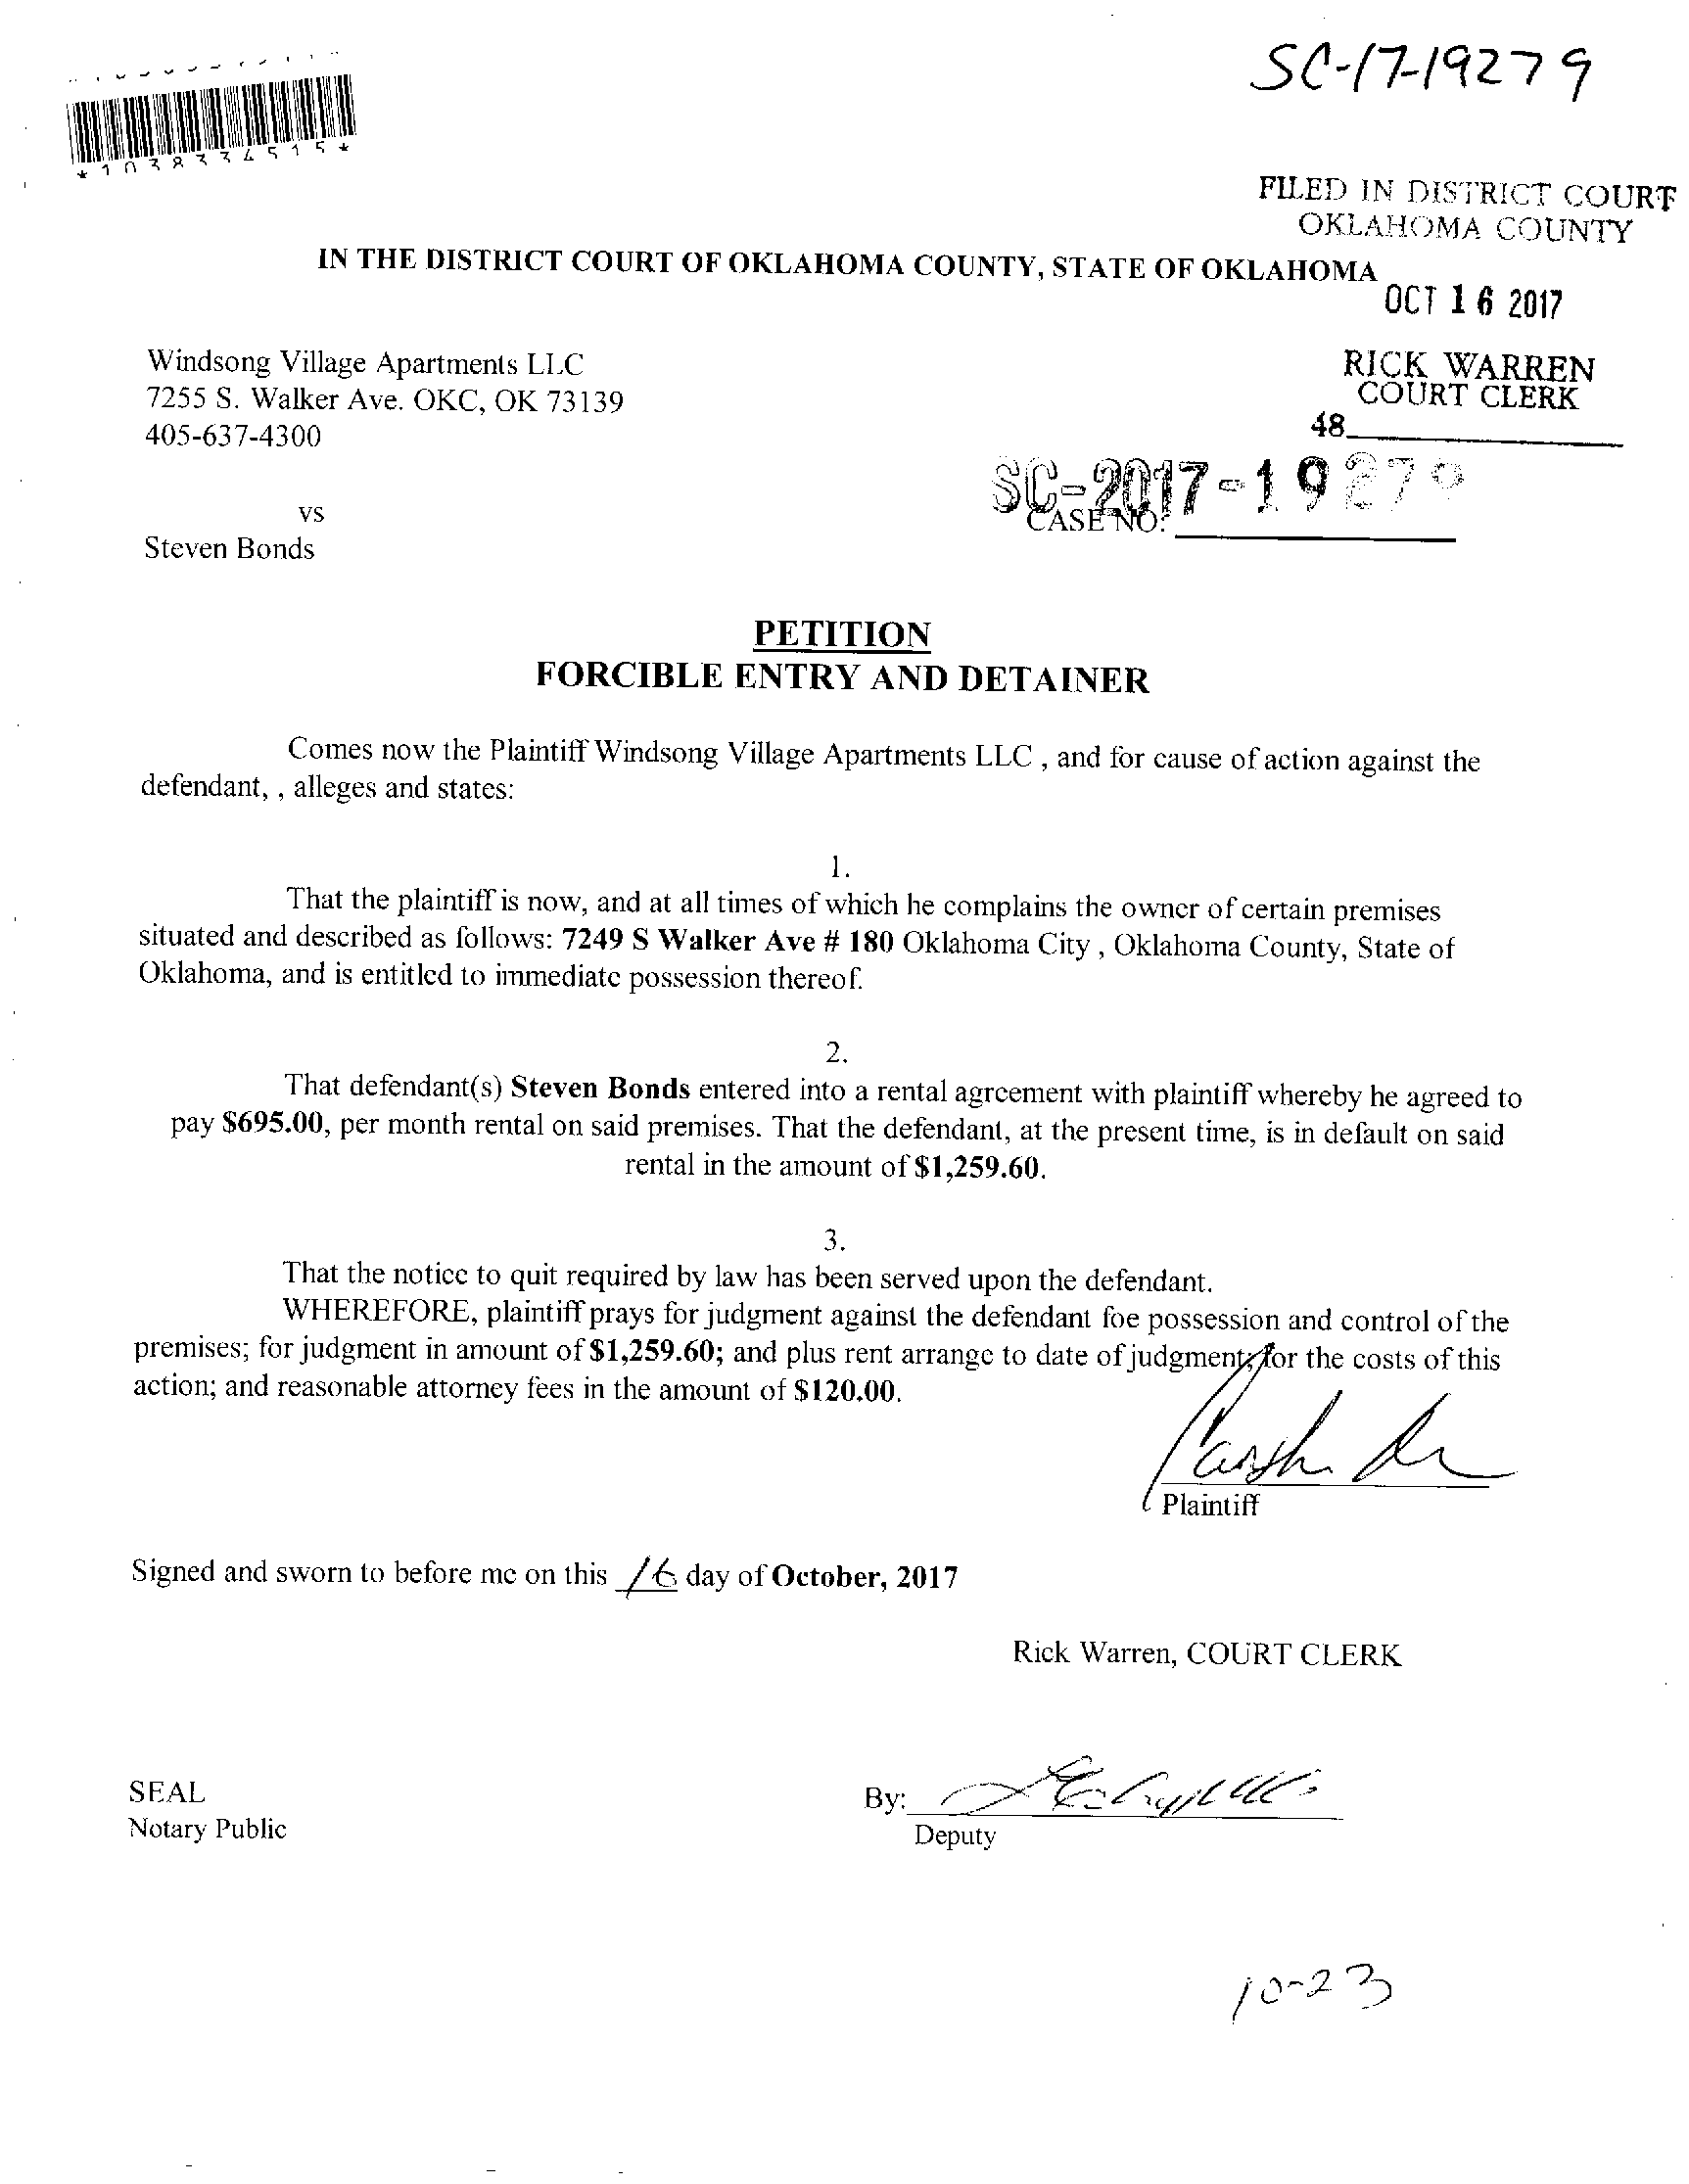 SC-17-19279
*1038334515*
FILED IN DISTRICT COURT
OKLAHOMA COUNTY
IN THE DISTRICT COURT OF OKLAHOMA COUNTY, STATE OF OKLAHOMA
OCT 16 2017
Windsong Village Apartments LLC
7255 S. Walker Ave. OKC, OK 73139
405-637-4300
RICK WARREN
COURT CLERK
48
SC-2017-19279
CASE NO:
vs
Steven Bonds
PETITION
FORCIBLE ENTRY AND DETAINER
Comes now the Plaintiff Windsong Village Apartments LLC , and for cause of action against the
defendant, , alleges and states:
1.
That the plaintiff is now, and at all times of which he complains the owner of certain premises
situated and described as follows: 7249 S Walker Ave # 180 Oklahoma City , Oklahoma County, State of
Oklahoma, and is entitled to immediate possession thereof.
2.
That defendant(s) Steven Bonds entered into a rental agreement with plaintiff whereby he agreed to
pay $695.00, per month rental on said premises. That the defendant, at the present time, is in default on said
rental in the amount of $1,259.60.
3.
That the notice to quit required by law has been served upon the defendant.
WHEREFORE, plaintiff prays for judgment against the defendant foe possession and control of the
premises; for judgment in amount of $1,259.60; and plus rent arrange to date of judgment; for the costs of this
action; and reasonable attorney fees in the amount of $120.00.
Plaintiff
Signed and sworn to before me on this 16 day of October, 2017
Rick Warren, COURT CLERK
SEAL
Notary Public
By:
Deputy
10-23